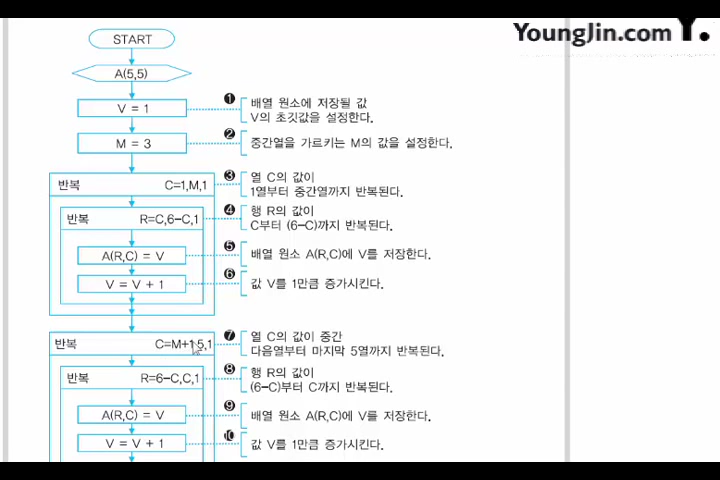 YoungJin.com Y.
START
A(5,5)
V = 1
❶ 배열 원소에 저장될 값
V의 초깃값을 설정한다.
M = 3
❷ 중간열을 가르키는 M의 값을 설정한다.
반복 C=1,M,1
❸ 열 C의 값이
1열부터 중간열까지 반복된다.
반복 R=C,6-C,1
❹ 행 R의 값이
C부터 (6-C)까지 반복된다.
A(R,C) = V
❺ 배열 원소 A(R,C)에 V를 저장한다.
V = V + 1
❻ 값 V를 1만큼 증가시킨다.
반복 C=M+1,5,1
❼ 열 C의 값이 중간
다음열부터 마지막 5열까지 반복된다.
반복 R=6-C,C,1
❽ 행 R의 값이
(6-C)부터 C까지 반복된다.
A(R,C) = V
❾ 배열 원소 A(R,C)에 V를 저장한다.
V = V + 1
❿ 값 V를 1만큼 증가시킨다.